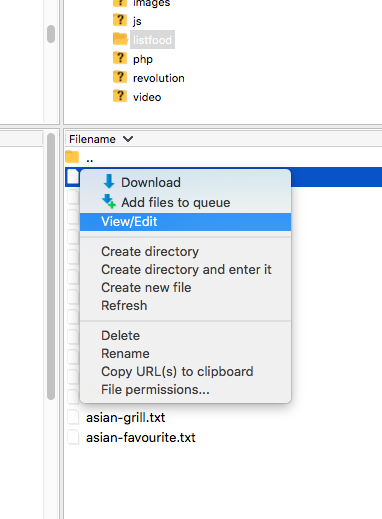 images
js
listfood
php
revolution
video
Filename
..
Download
Add files to queue
View/Edit
Create directory
Create directory and enter it
Create new file
Refresh
Delete
Rename
Copy URL(s) to clipboard
File permissions...
asian-grill.txt
asian-favourite.txt